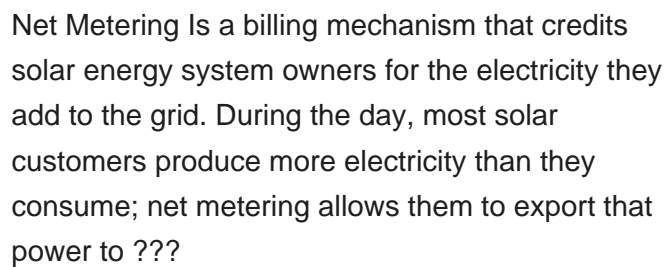 Net Metering Is a billing mechanism that credits
solar energy system owners for the electricity they
add to the grid. During the day, most solar
customers produce more electricity than they
consume; net metering allows them to export that
power to ???